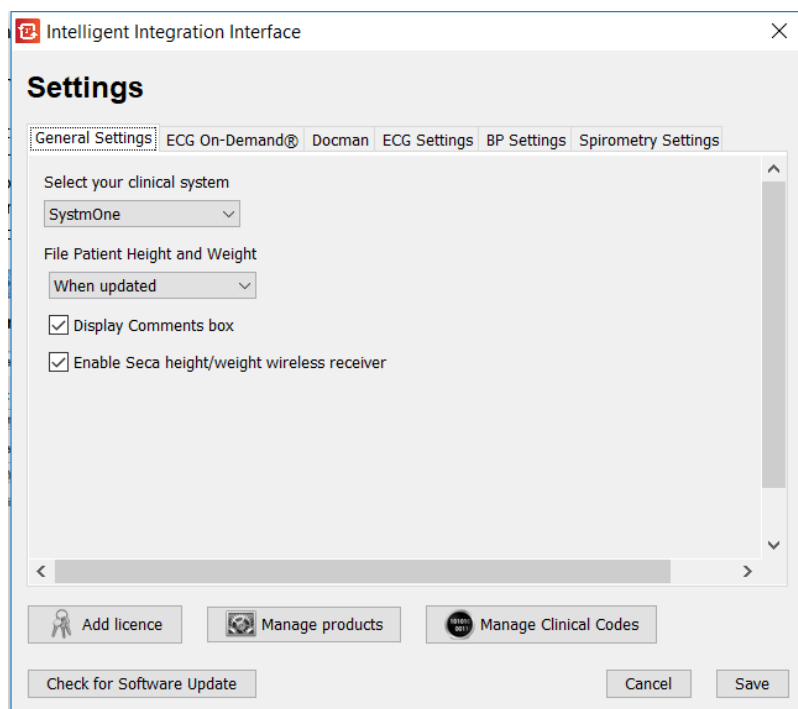 Intelligent Integration Interface
Settings
General Settings ECG On-Demand® Docman ECG Settings BP Settings Spirometry Settings
Select your clinical system
SystmOne
File Patient Height and Weight
When updated
Display Comments box
Enable Seca height/weight wireless receiver
Add licence Manage products Manage Clinical Codes
Check for Software Update Cancel Save